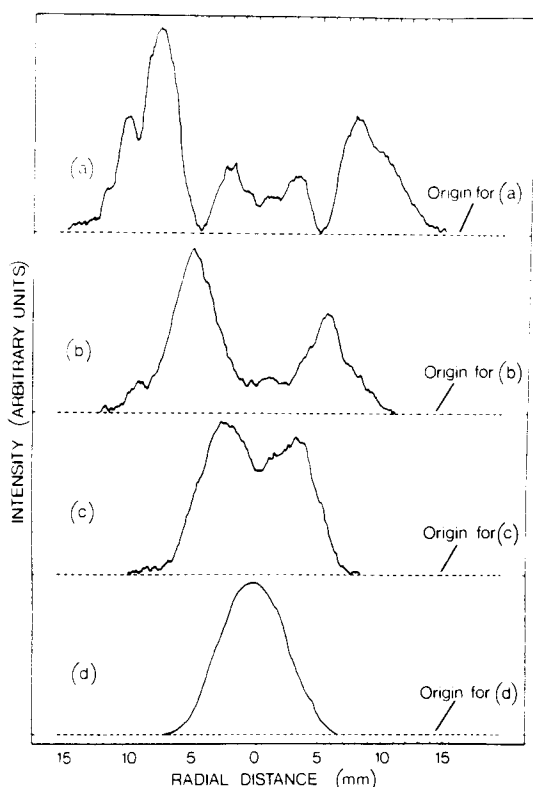 (a)
Origin for (a)
(b)
Origin for (b)
(c)
Origin for (c)
(d)
Origin for (d)
INTENSITY (ARBITRARY UNITS)
15 10 5 0 5 10 15
RADIAL DISTANCE (mm)